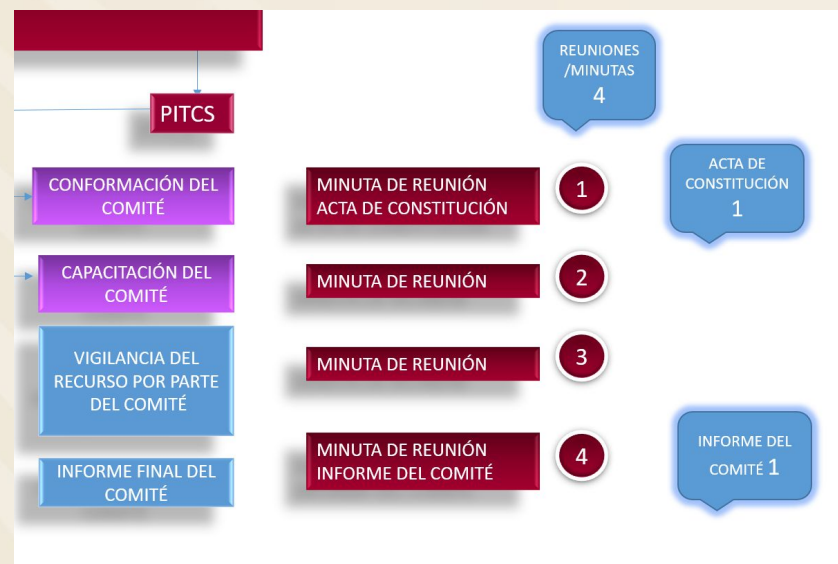 REUNIONES
/MINUTAS
4
PITCS
CONFORMACIÓN DEL
COMITÉ
MINUTA DE REUNIÓN
ACTA DE CONSTITUCIÓN
1
ACTA DE
CONSTITUCIÓN
1
CAPACITACIÓN DEL
COMITÉ
MINUTA DE REUNIÓN
2
VIGILANCIA DEL
RECURSO POR PARTE
DEL COMITÉ
MINUTA DE REUNIÓN
3
INFORME FINAL DEL
COMITÉ
MINUTA DE REUNIÓN
INFORME DEL COMITÉ
4
INFORME DEL
COMITÉ 1